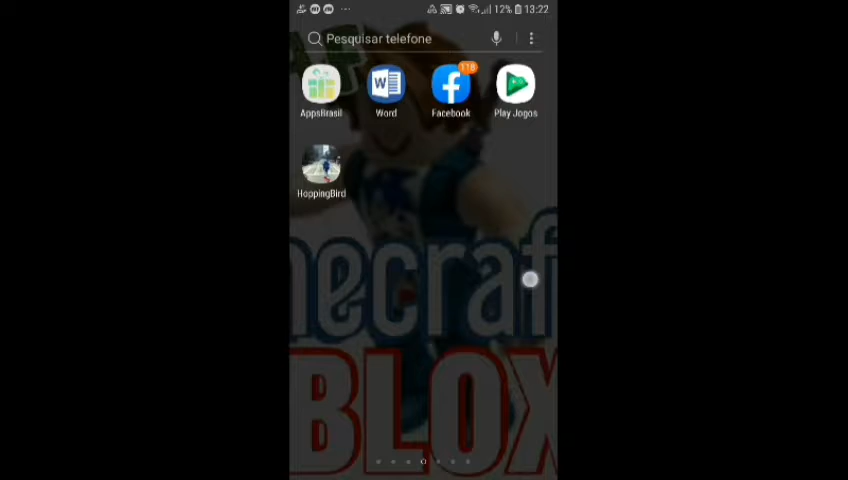 12% 13:22
Pesquisar telefone
118
AppsBrasil Word Facebook Play Jogos
HoppingBird
necraf
BLOX